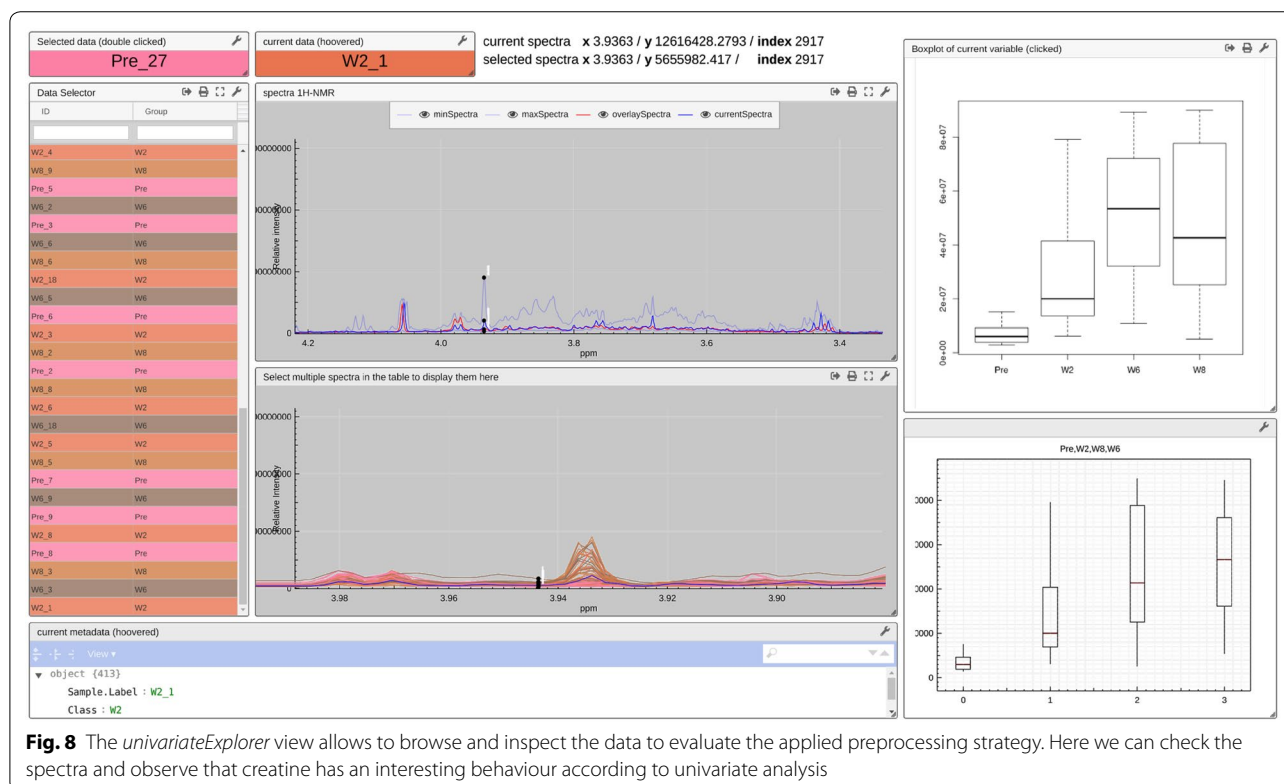 Selected data (double clicked)
Pre_27
current data (hoovered)
W2_1
current spectra x 3.9363 / y 12616428.2793 / index 2917
selected spectra x 3.9363 / y 5655982.417 / index 2917
Data Selector
ID Group
W2_4 W2
W8_9 W8
Pre_5 Pre
W6_2 W6
Pre_3 Pre
W6_6 W6
W8_6 W8
W2_18 W2
W6_5 W6
Pre_6 Pre
W2_3 W2
W8_2 W8
Pre_2 Pre
W8_8 W8
W2_6 W2
W6_18 W6
W2_5 W2
W8_5 W8
Pre_7 Pre
W6_9 W6
Pre_9 Pre
W2_8 W2
Pre_8 Pre
W8_3 W8
W6_3 W6
W2_1 W2
spectra 1H-NMR
minSpectra maxSpectra overlaySpectra currentSpectra
Relative intensity
0
4.2 4.0 3.8 3.6 3.4
ppm
Select multiple spectra in the table to display them here
Relative Intensity
0
3.98 3.96 3.94 3.92 3.90
ppm
current metadata (hoovered)
View ▾
object {413}
Sample.Label : W2_1
Class : W2
Boxplot of current variable (clicked)
8e+07
6e+07
4e+07
2e+07
0e+00
Pre W2 W6 W8
Pre,W2,W8,W6
0000
0000
0000
0000
0
0 1 2 3
Fig. 8 The univariateExplorer view allows to browse and inspect the data to evaluate the applied preprocessing strategy. Here we can check the
spectra and observe that creatine has an interesting behaviour according to univariate analysis